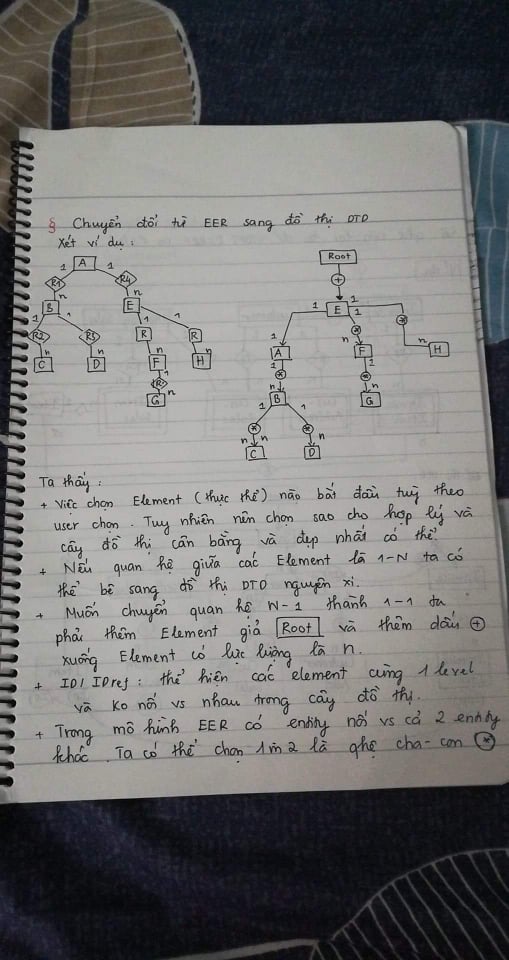 § Chuyển đổi từ EER sang đồ thị DTD
Xét ví dụ :
A
1 1
R1 R4
n n
B E
1 1 1 1
R2 R3 R R
n n n n
C D F H
1
R
n
G
Root
+
1 E 1
1
* *
1 n n
A F H
1 1
* *
n n
B G
1 1
* *
n n n
C D
Ta thấy :
+ Việc chọn Element (thực thể) nào bắt đầu tuỳ theo
user chọn . Tuy nhiên nên chọn sao cho hợp lý và
cây đồ thị cân bằng và đẹp nhất có thể.
+ Nếu quan hệ giữa các Element là 1-N ta có
thể bê sang đồ thị DTD nguyên xi.
+ Muốn chuyển quan hệ N-1 thành 1-1 ta
phải thêm Element giả Root và thêm dấu +
xuống Element có lực lượng là n.
+ ID/ IDref : thể hiện các element cùng 1 level
và ko nối vs nhau trong cây đồ thị.
+ Trong mô hình EER có entity nối vs cả 2 entity
khác . Ta có thể chọn 1 in 2 là qhệ cha-con *